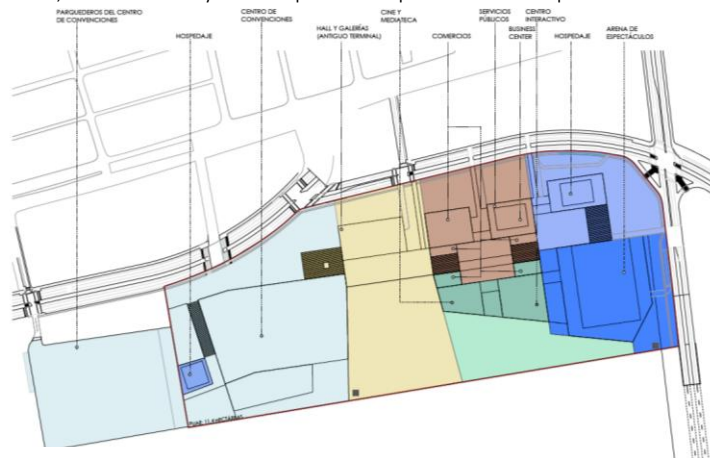 PARQUEDEROS DEL CENTRO
DE CONVENCIONES
HOSPEDAJE
CENTRO DE
CONVENCIONES
HALL Y GALERÍAS
(ANTIGUO TERMINAL)
CINE Y
MEDIATECA
COMERCIOS
SERVICIOS
PÚBLICOS
BUSINESS
CENTER
CENTRO
INTERACTIVO
HOSPEDAJE
ARENA DE
ESPECTÁCULOS